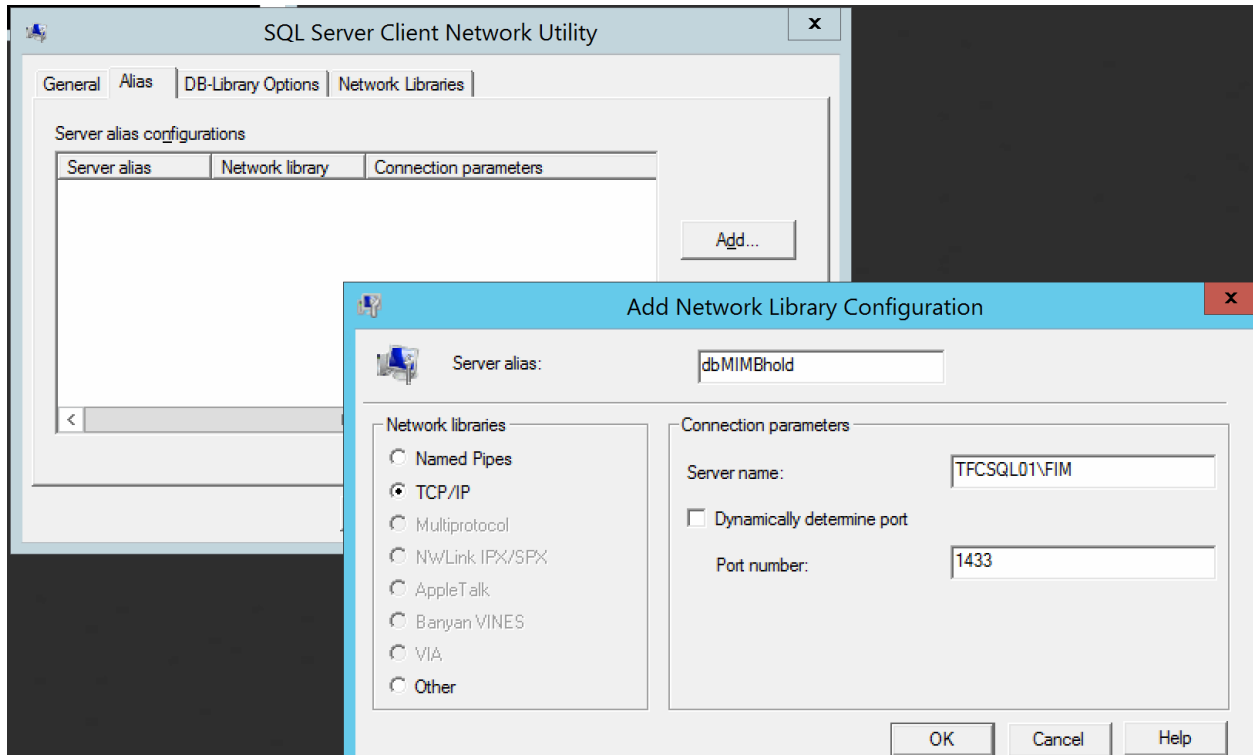 SQL Server Client Network Utility
x
General Alias DB-Library Options Network Libraries
Server alias configurations
Server alias Network library Connection parameters
Add...
Add Network Library Configuration
x
Server alias: dbMIMBhold
Network libraries
Named Pipes
TCP/IP
Multiprotocol
NWLink IPX/SPX
AppleTalk
Banyan VINES
VIA
Other
Connection parameters
Server name: TFCSQL01\FIM
Dynamically determine port
Port number: 1433
OK Cancel Help